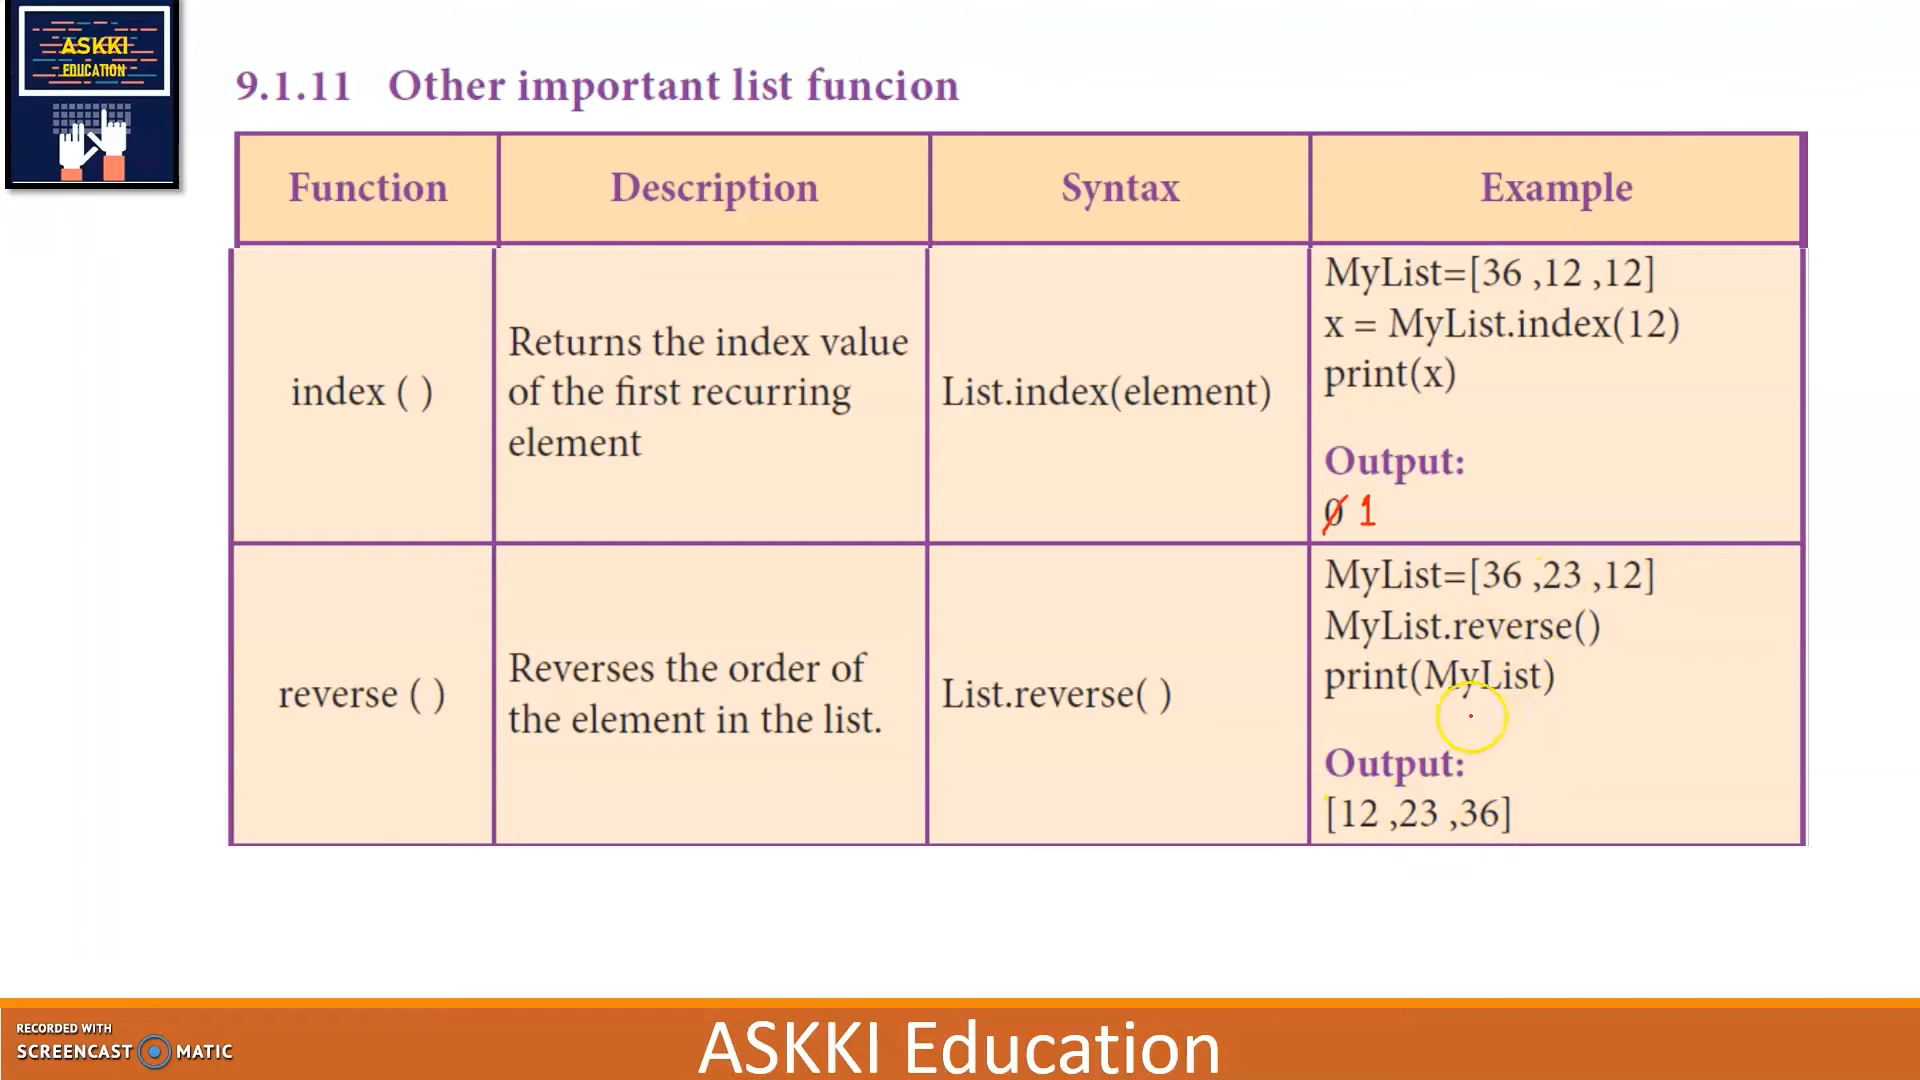 ASKKI
EDUCATION
9.1.11 Other important list funcion
Function Description Syntax Example
index ( )
Returns the index value
of the first recurring
element
List.index(element)
MyList=[36 ,12 ,12]
x = MyList.index(12)
print(x)
Output:
0 1
reverse ( )
Reverses the order of
the element in the list.
List.reverse( )
MyList=[36 ,23 ,12]
MyList.reverse()
print(MyList)
Output:
[12 ,23 ,36]
RECORDED WITH
SCREENCAST MATIC
ASKKI Education